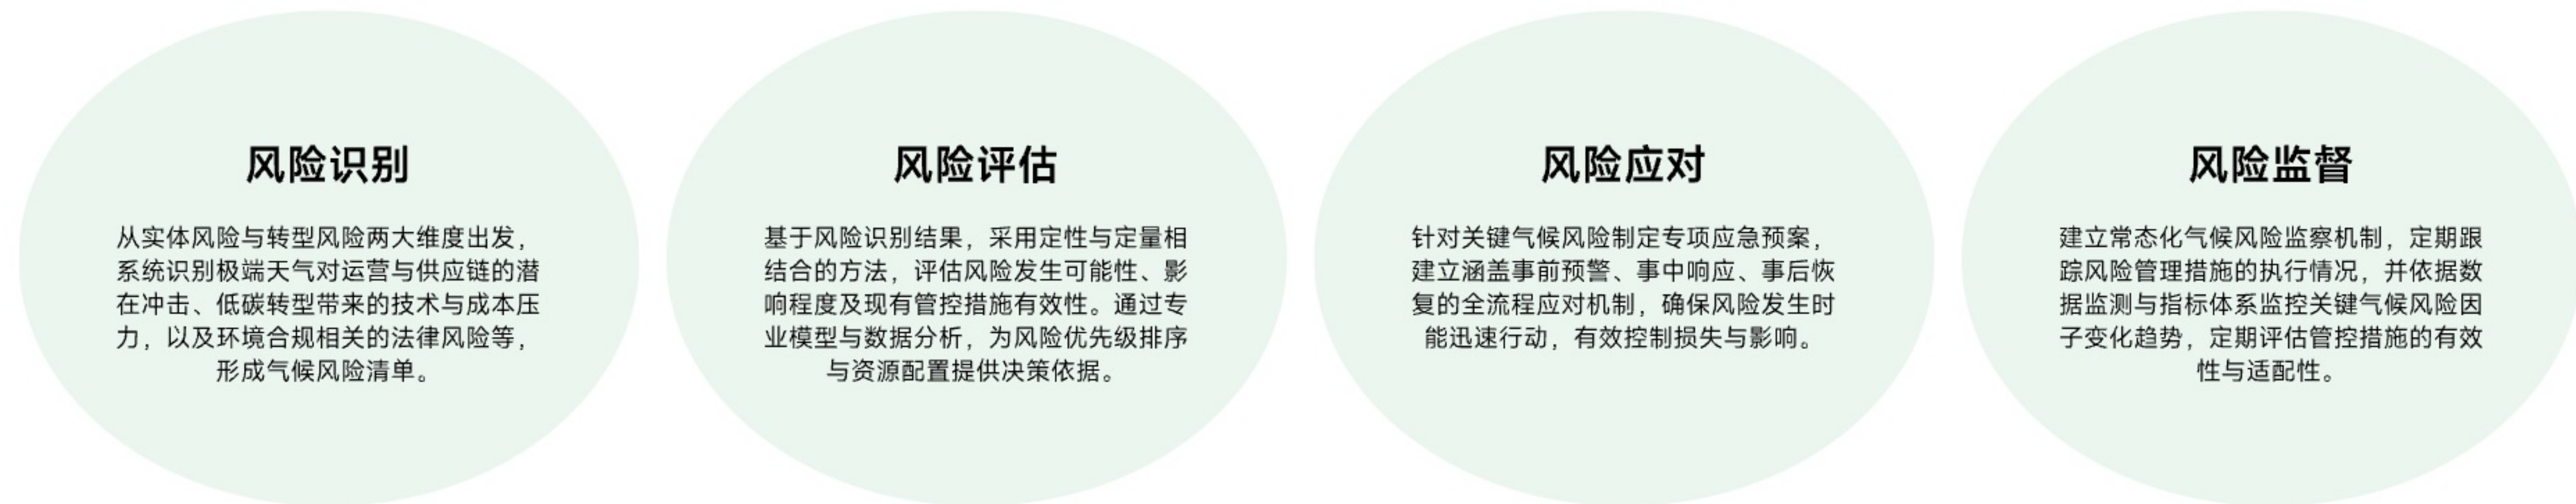 风险识别
从实体风险与转型风险两大维度出发，
系统识别极端天气对运营与供应链的潜
在冲击、低碳转型带来的技术与成本压
力，以及环境合规相关的法律风险等，
形成气候风险清单。
风险评估
基于风险识别结果，采用定性与定量相
结合的方法，评估风险发生可能性、影
响程度及现有管控措施有效性。通过专
业模型与数据分析，为风险优先级排序
与资源配置提供决策依据。
风险应对
针对关键气候风险制定专项应急预案，
建立涵盖事前预警、事中响应、事后恢
复的全流程应对机制，确保风险发生时
能迅速行动，有效控制损失与影响。
风险监督
建立常态化气候风险监察机制，定期跟
踪风险管理措施的执行情况，并依据数
据监测与指标体系监控关键气候风险因
子变化趋势，定期评估管控措施的有效
性与适配性。